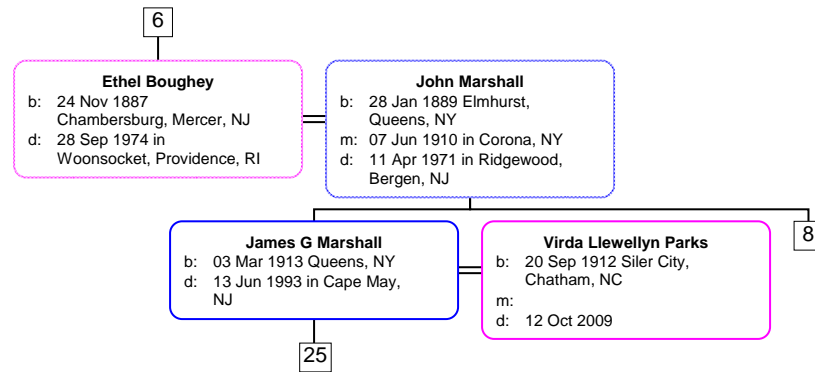 6
Ethel Boughey
b: 24 Nov 1887
Chambersburg, Mercer, NJ
d: 28 Sep 1974 in
Woonsocket, Providence, RI
John Marshall
b: 28 Jan 1889 Elmhurst,
Queens, NY
m: 07 Jun 1910 in Corona, NY
d: 11 Apr 1971 in Ridgewood,
Bergen, NJ
8
James G Marshall
b: 03 Mar 1913 Queens, NY
d: 13 Jun 1993 in Cape May,
NJ
Virda Llewellyn Parks
b: 20 Sep 1912 Siler City,
Chatham, NC
m:
d: 12 Oct 2009
25